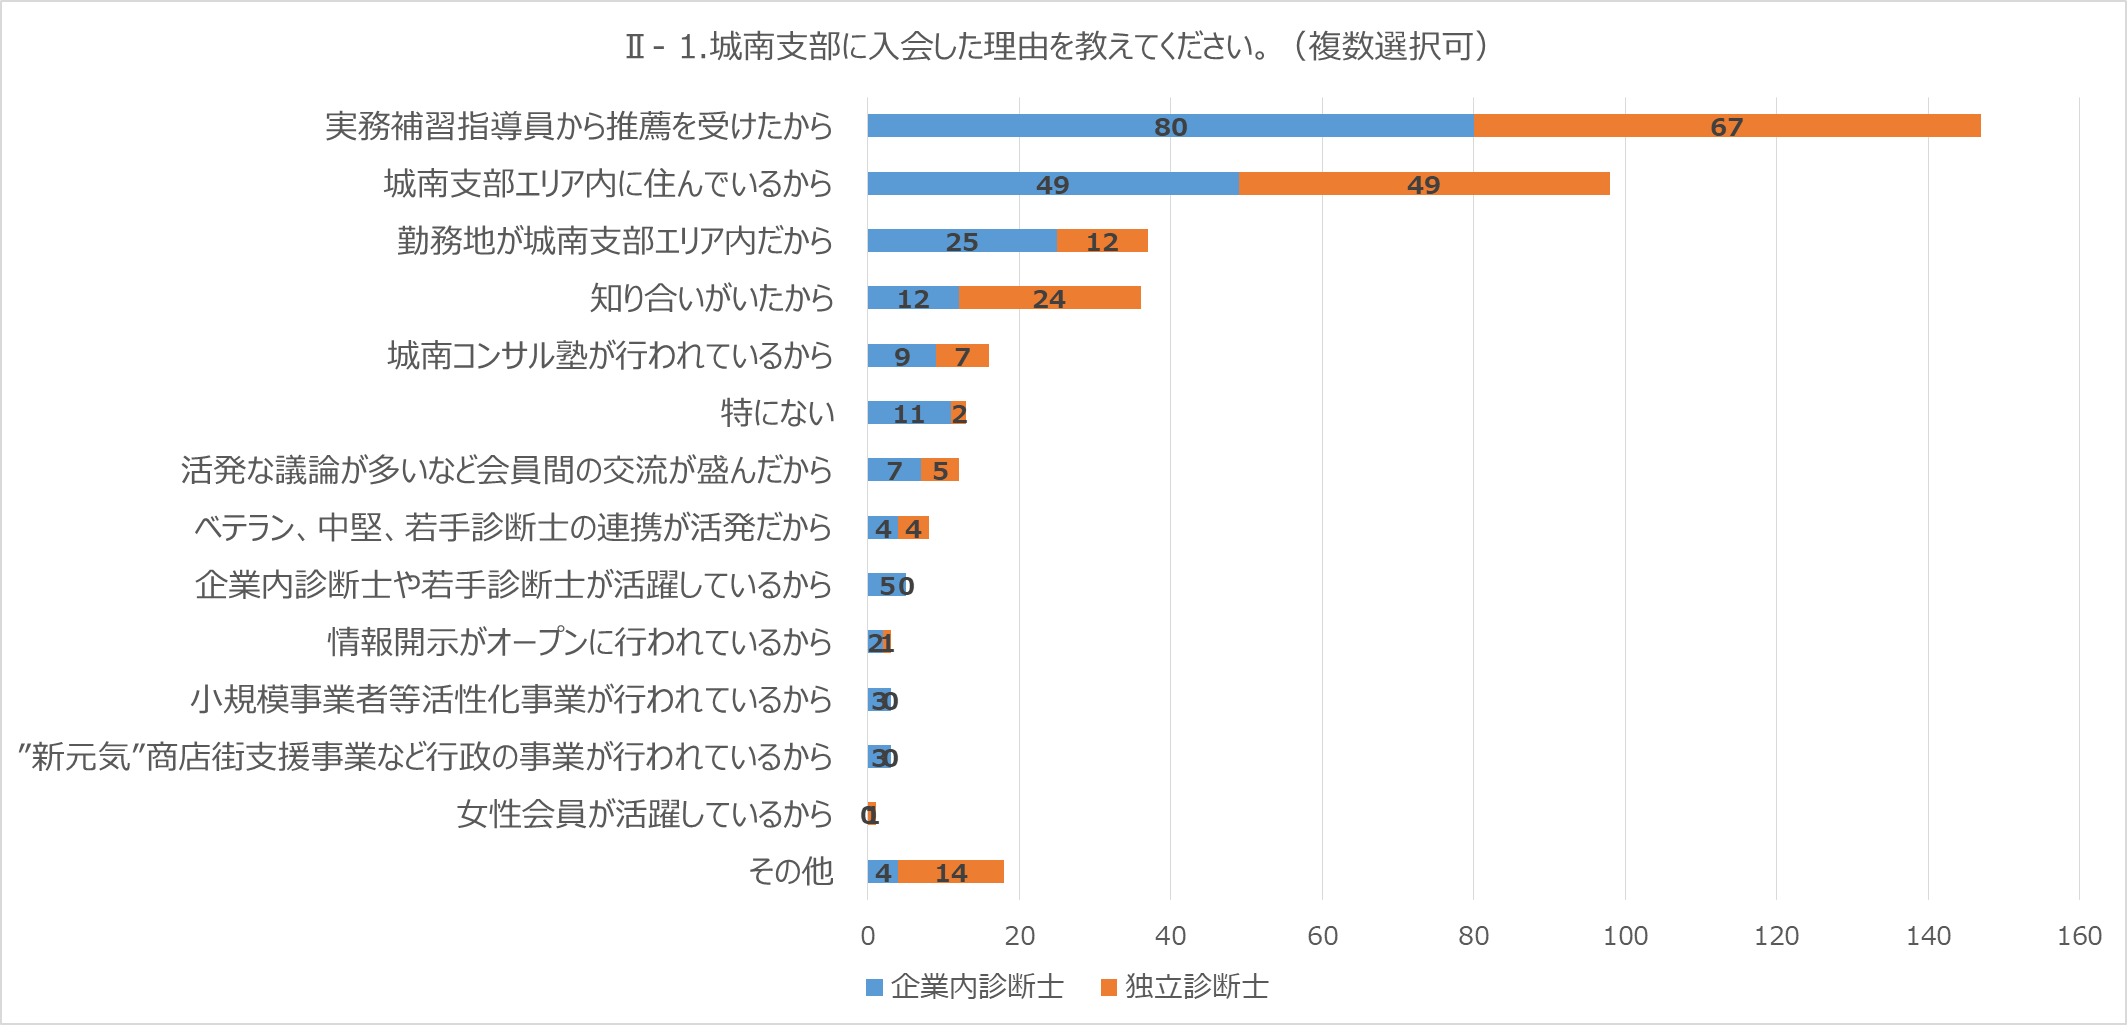 Ⅱ- 1.城南支部に入会した理由を教えてください。（複数選択可）
実務補習指導員から推薦を受けたから 80 67
城南支部エリア内に住んでいるから 49 49
勤務地が城南支部エリア内だから 25 12
知り合いがいたから 12 24
城南コンサル塾が行われているから 9 7
特にない 11 2
活発な議論が多いなど会員間の交流が盛んだから 7 5
ベテラン、中堅、若手診断士の連携が活発だから 4 4
企業内診断士や若手診断士が活躍しているから 5 0
情報開示がオープンに行われているから 2 1
小規模事業者等活性化事業が行われているから 3 0
”新元気”商店街支援事業など行政の事業が行われているから 3 0
女性会員が活躍しているから 0 1
その他 4 14
0 20 40 60 80 100 120 140 160
企業内診断士 独立診断士